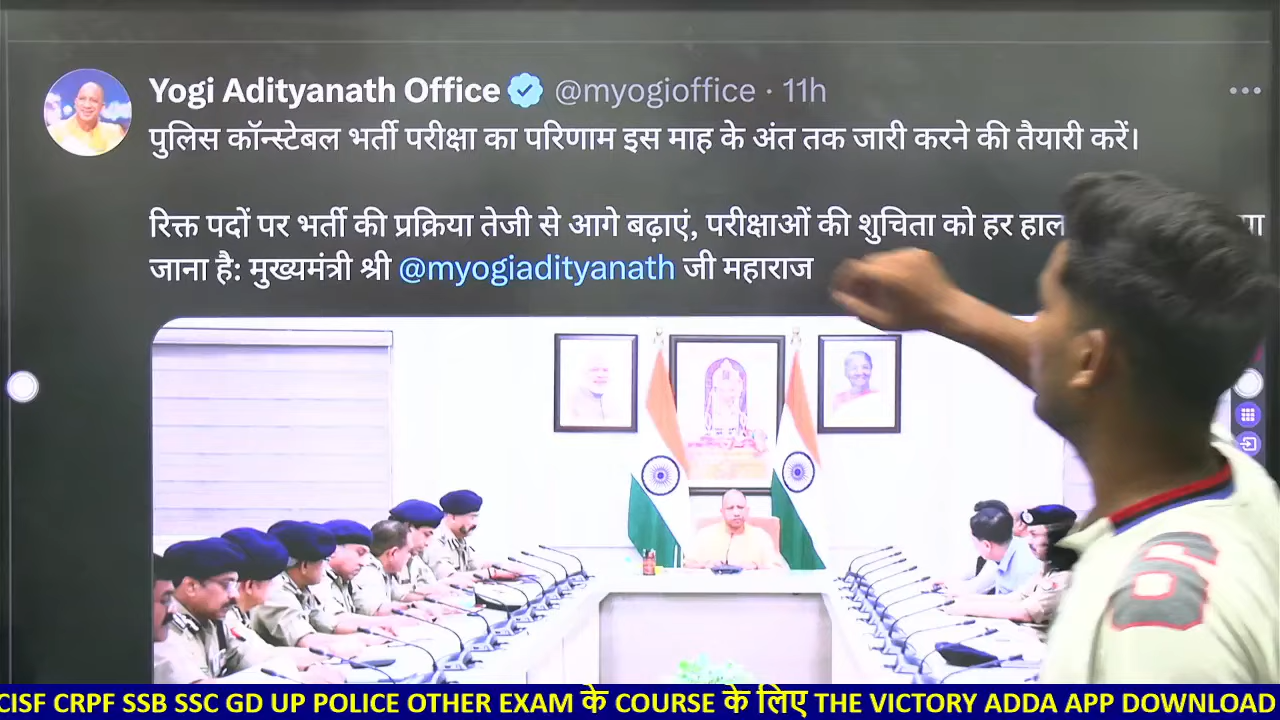 Yogi Adityanath Office @myogioffice · 11h
पुलिस कॉन्स्टेबल भर्ती परीक्षा का परिणाम इस माह के अंत तक जारी करने की तैयारी करें।
रिक्त पदों पर भर्ती की प्रक्रिया तेजी से आगे बढ़ाएं, परीक्षाओं की शुचिता को हर हाल
जाना है: मुख्यमंत्री श्री @myogiadityanath जी महाराज
CISF CRPF SSB SSC GD UP POLICE OTHER EXAM के COURSE के लिए THE VICTORY ADDA APP DOWNLOAD